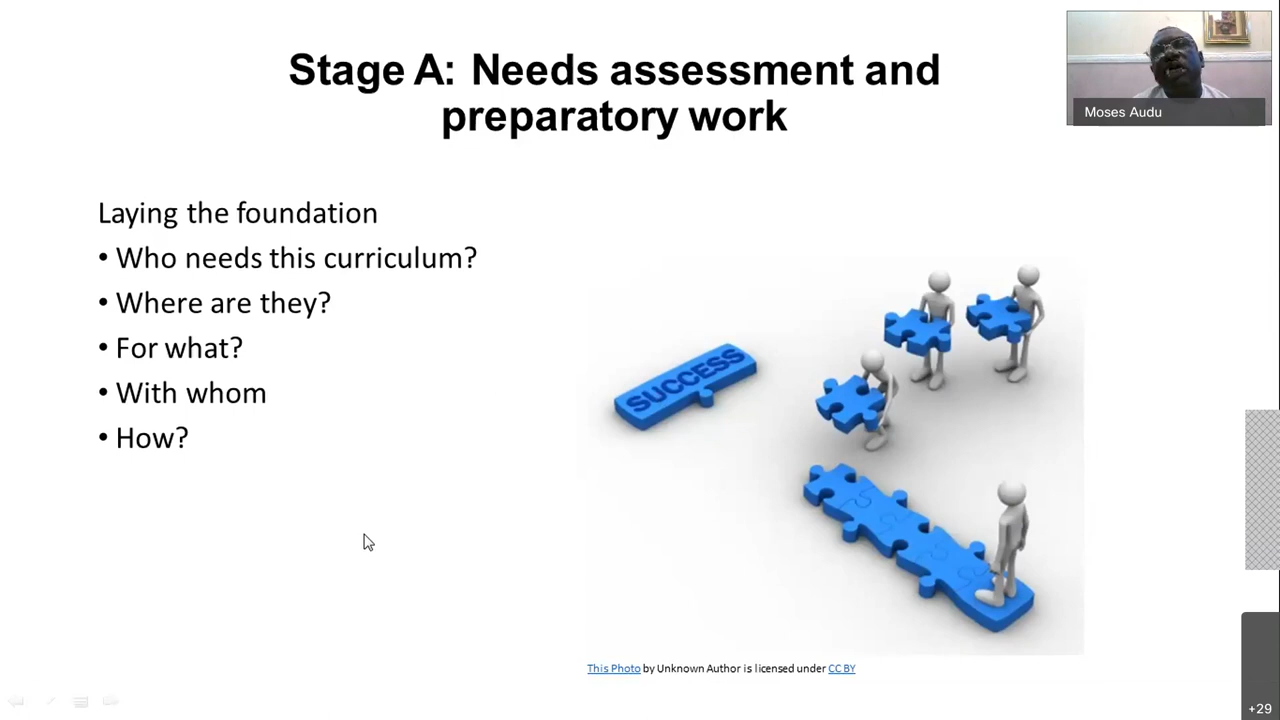 Stage A: Needs assessment and
preparatory work
Moses Audu
Laying the foundation
• Who needs this curriculum?
• Where are they?
• For what?
• With whom
• How?
SUCCESS
This Photo by Unknown Author is licensed under CC BY
+29